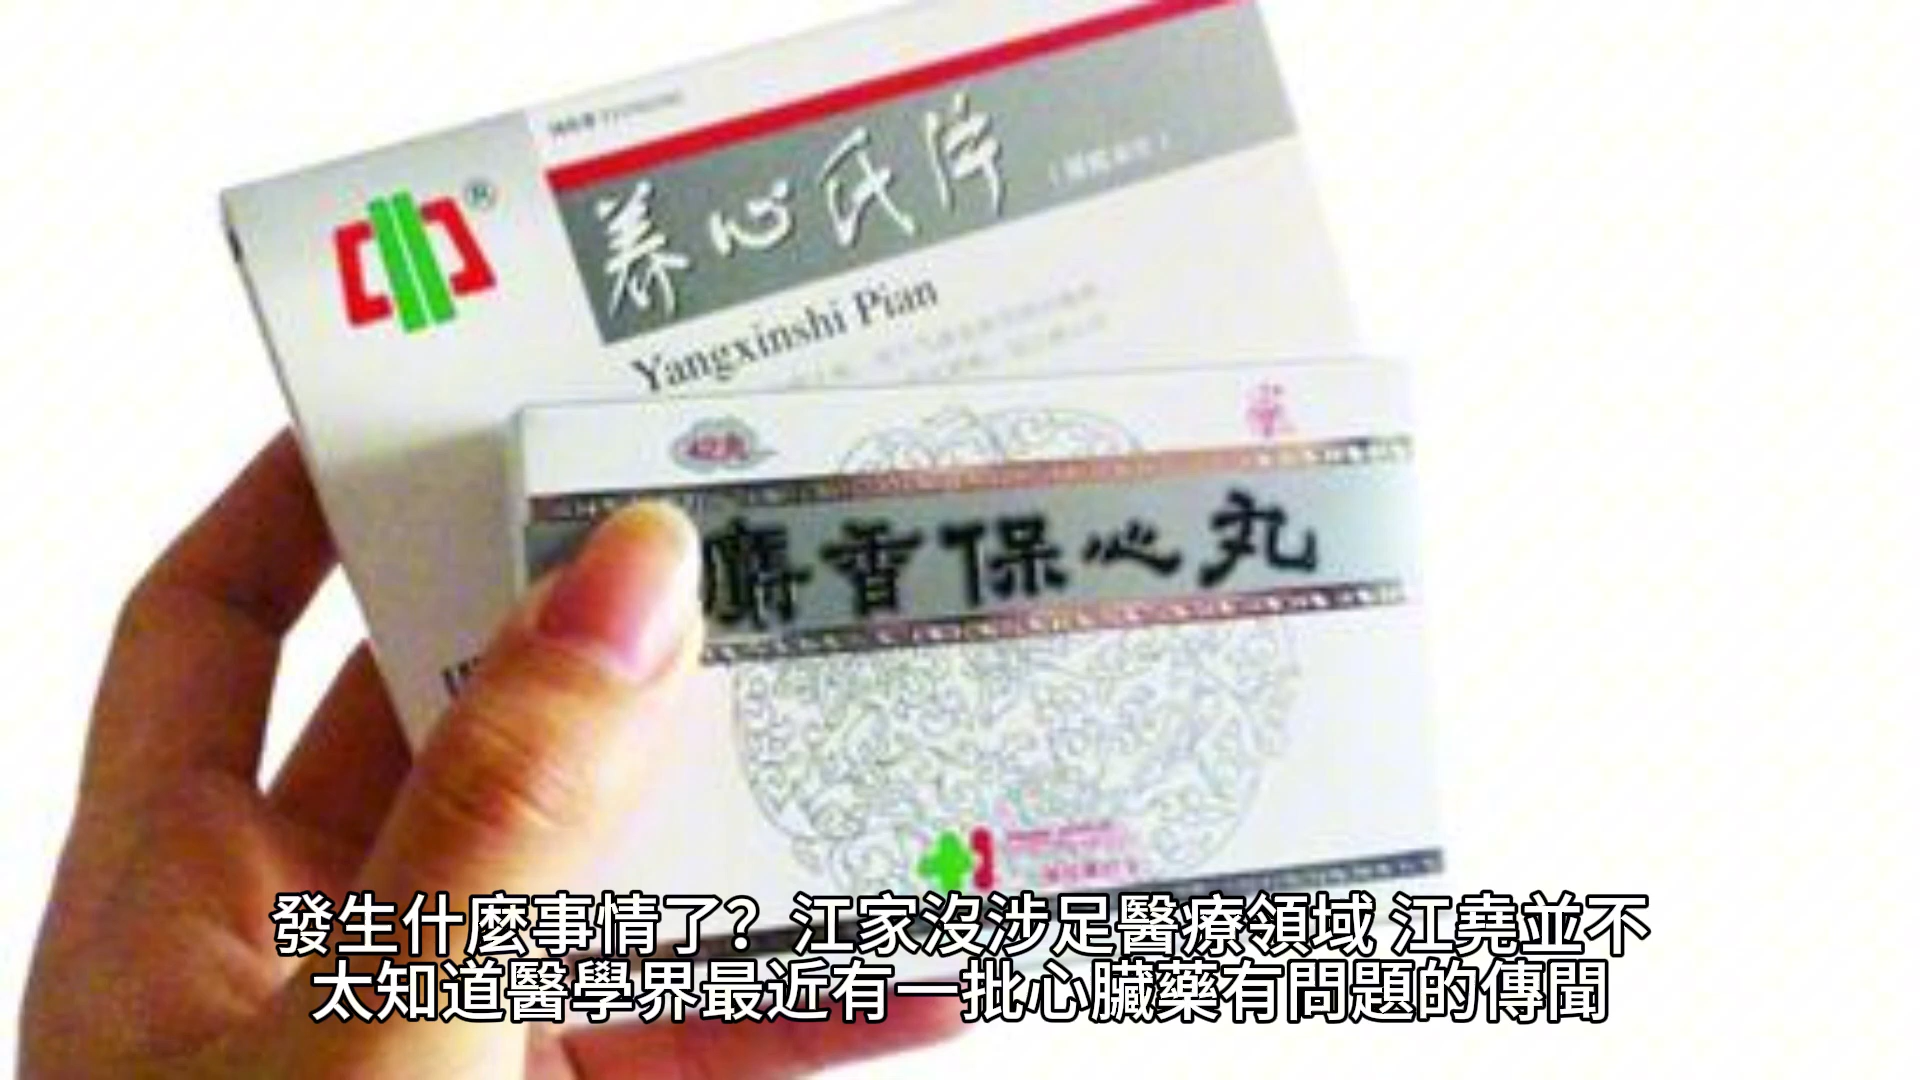 养心氏片
Yangxinshi Pian
麝香保心丸
發生什麼事情了？江家沒涉足醫療領域 江堯並不
太知道醫學界最近有一批心臟藥有問題的傳聞